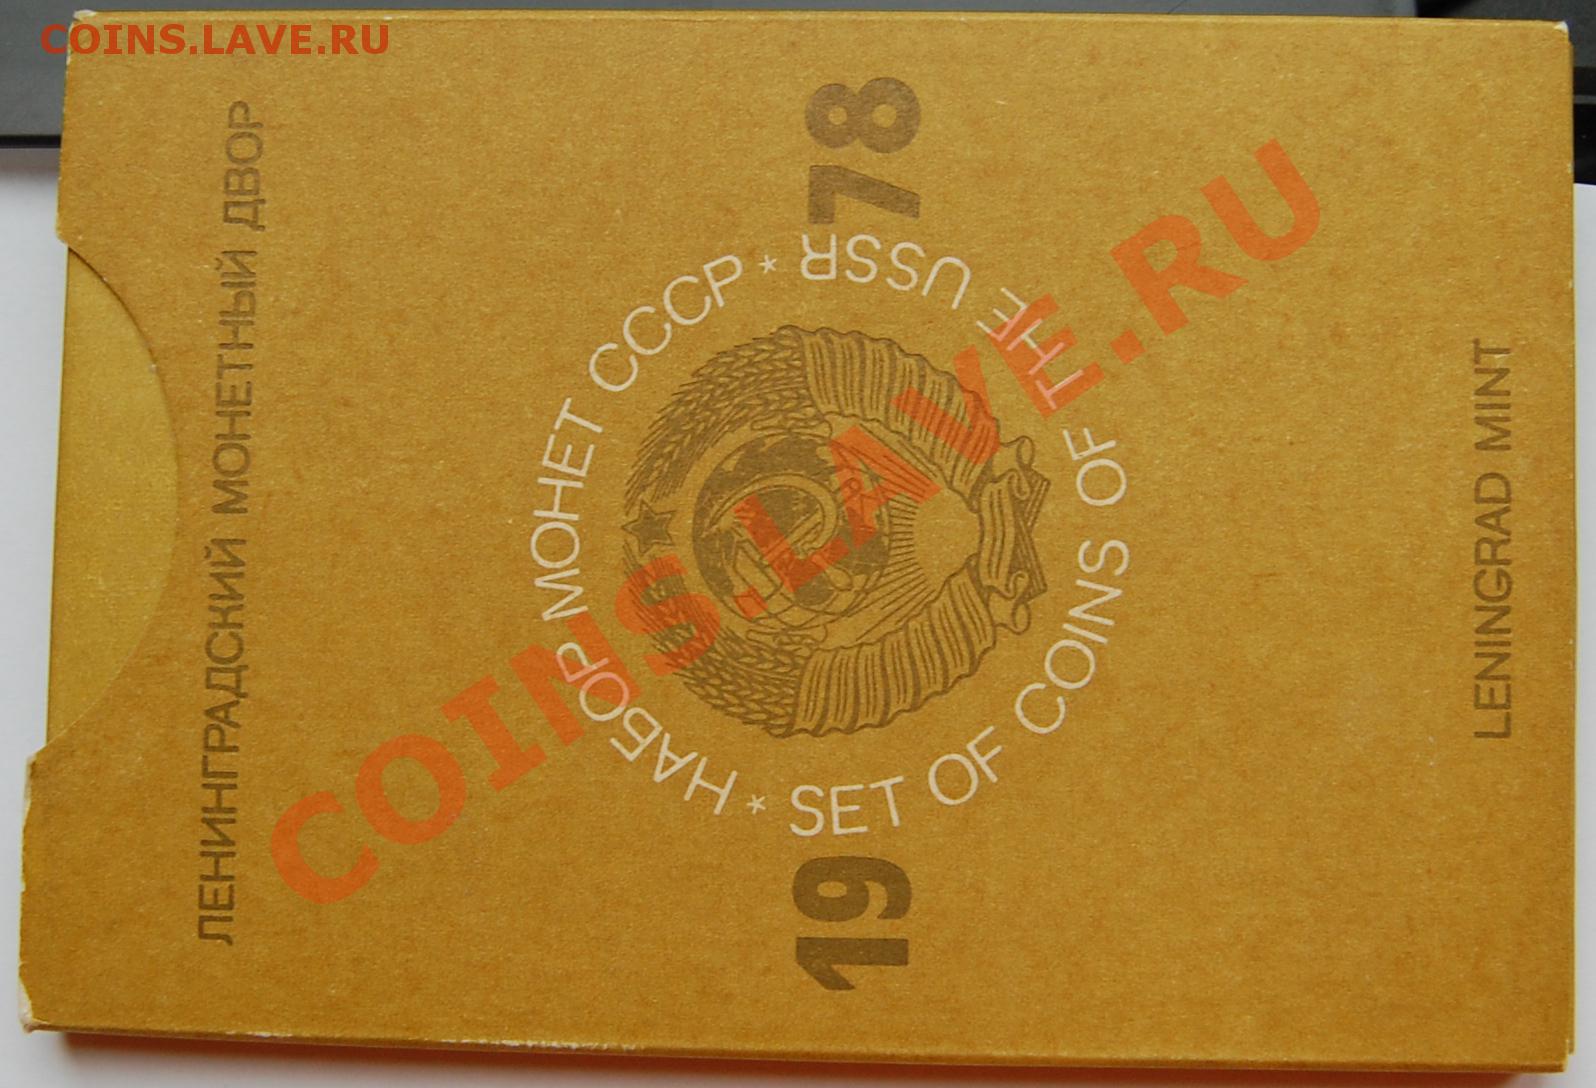 COINS.LAVE.RU
ЛЕНИНГРАДСКИЙ МОНЕТНЫЙ ДВОР
НАБОР МОНЕТ СССР *
19 78
SET OF COINS OF THE USSR *
LENINGRAD MINT
COINS.LAVE.RU